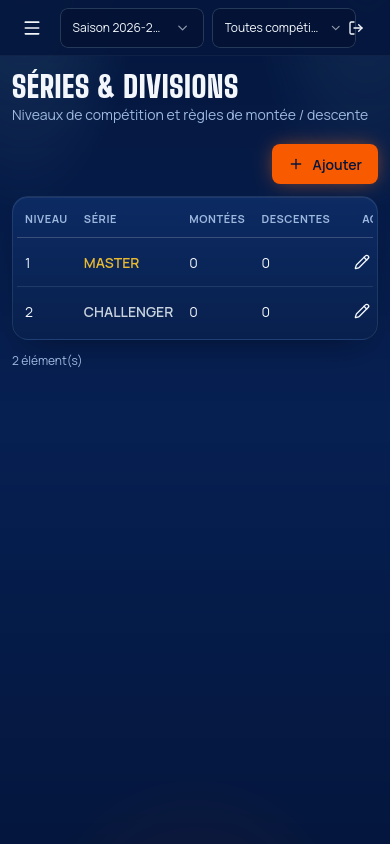 Saison 2026-2... Toutes compéti...
SÉRIES & DIVISIONS
Niveaux de compétition et règles de montée / descente
+ Ajouter
NIVEAU SÉRIE MONTÉES DESCENTES
1 MASTER 0 0
2 CHALLENGER 0 0
2 élément(s)